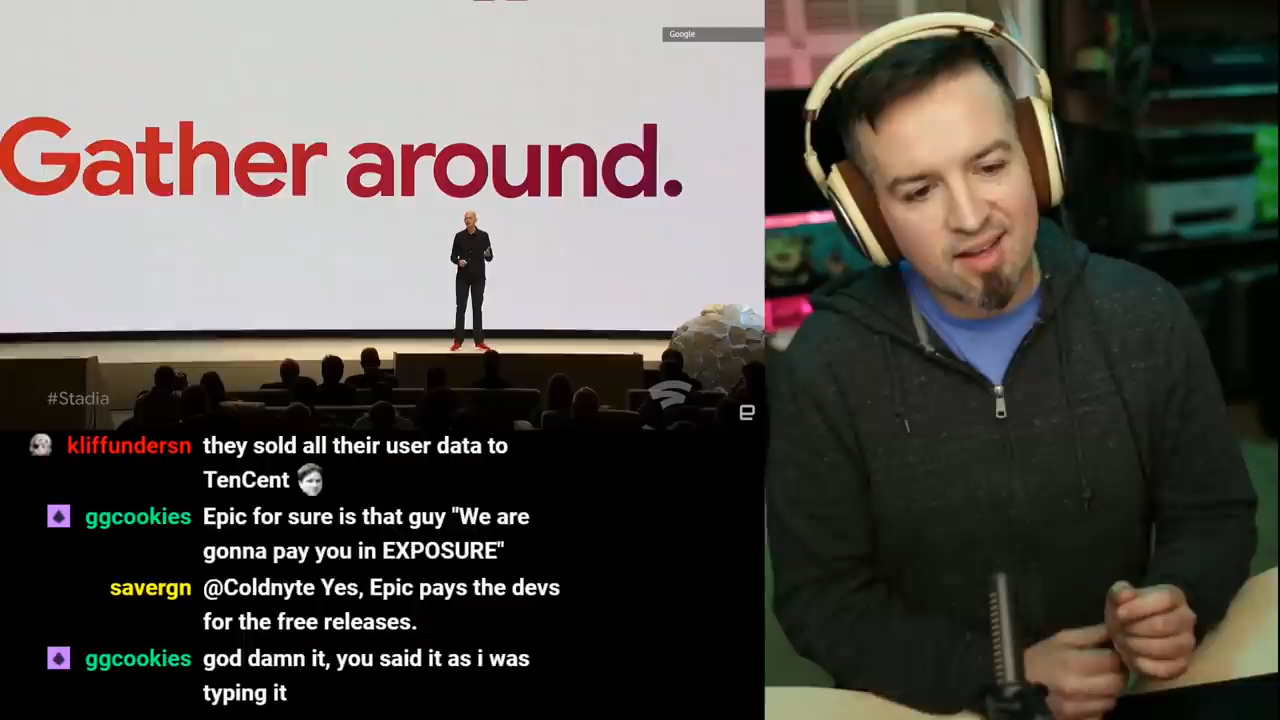 Google
Gather around.
#Stadia
kliffundersn they sold all their user data to
TenCent
ggcookies Epic for sure is that guy "We are
gonna pay you in EXPOSURE"
savergn @Coldnyte Yes, Epic pays the devs
for the free releases.
ggcookies god damn it, you said it as i was
typing it